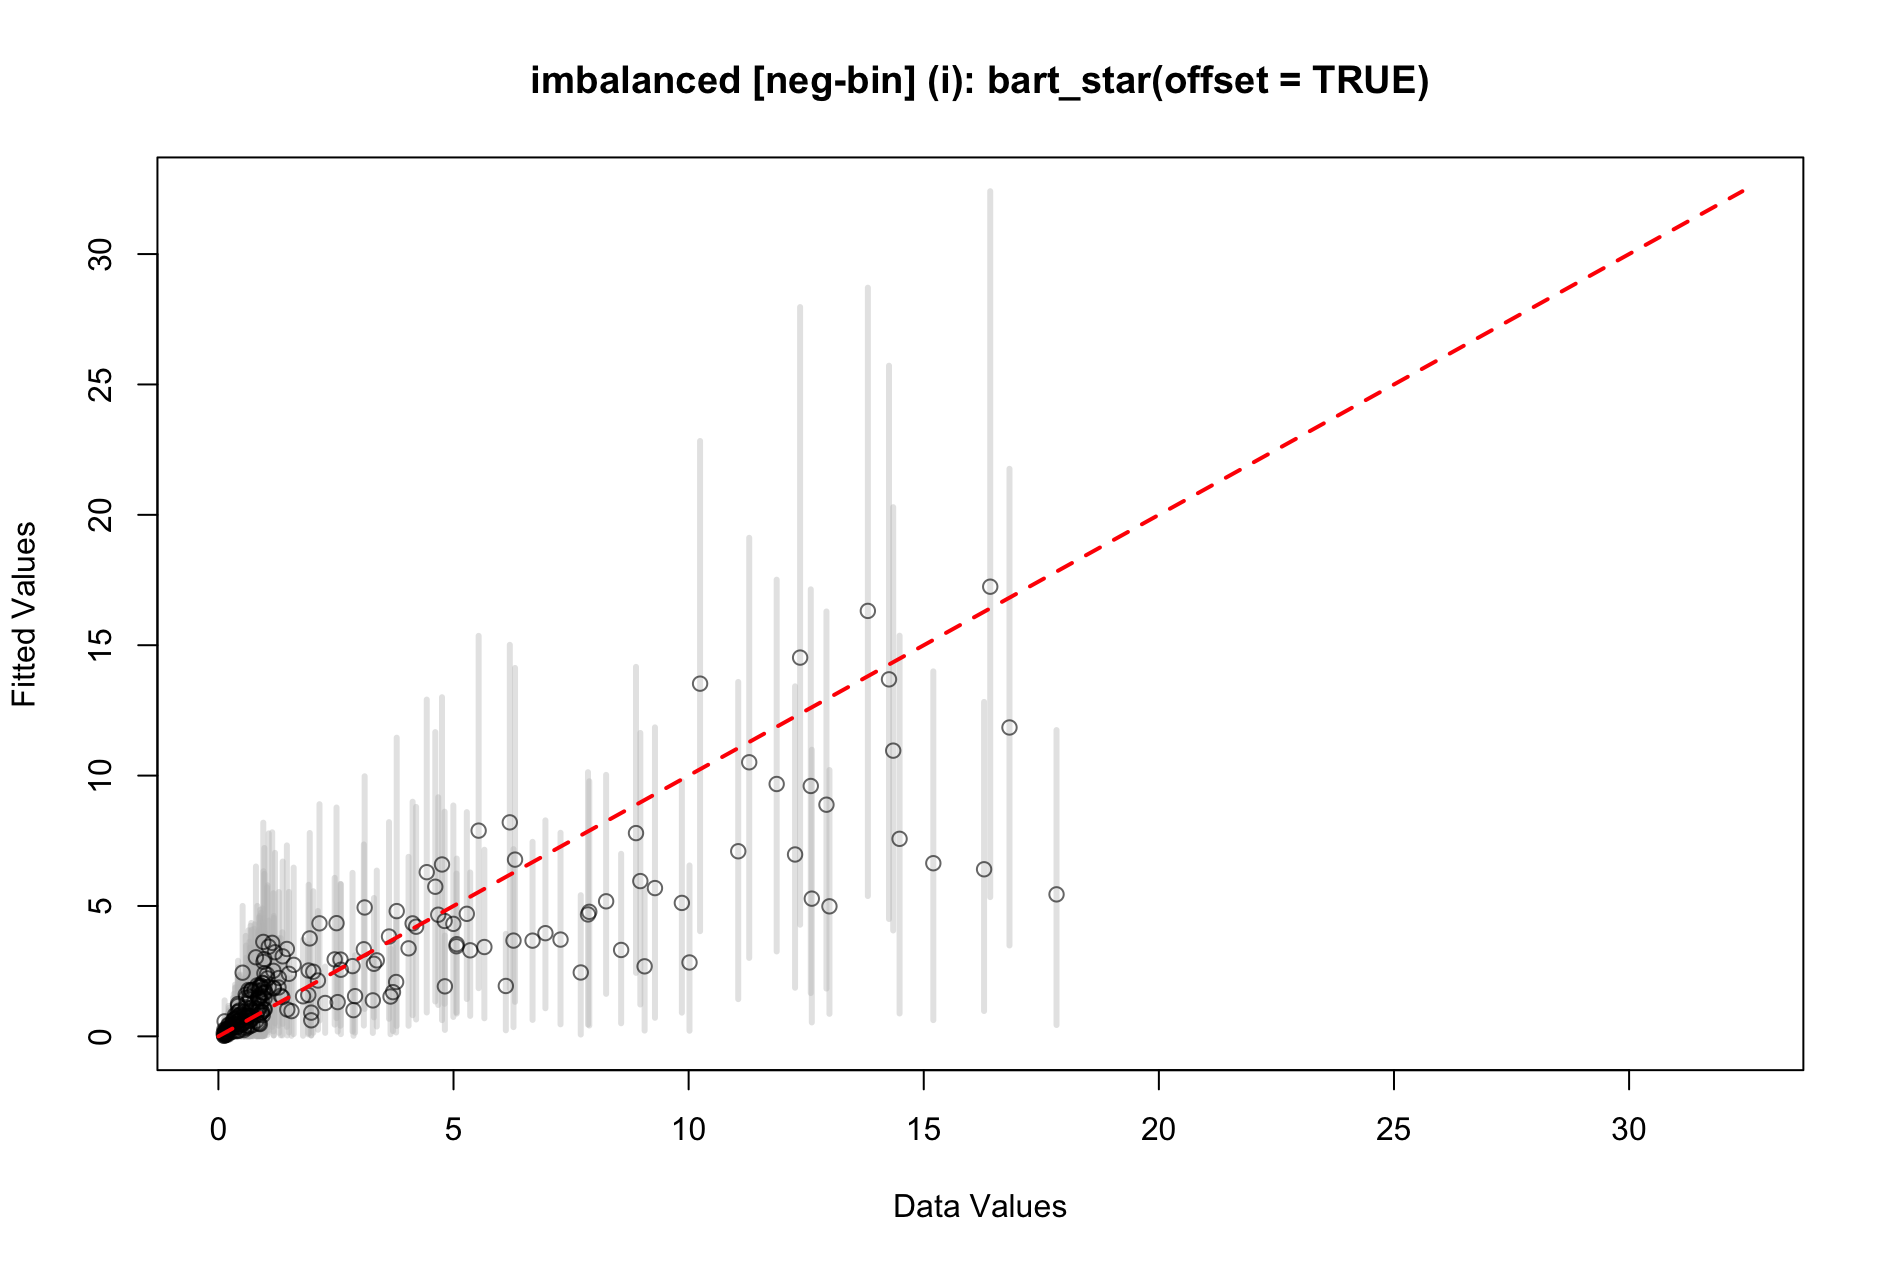 imbalanced [neg-bin] (i): bart_star(offset = TRUE)
Fitted Values
30
25
20
15
10
5
0
0 5 10 15 20 25 30
Data Values